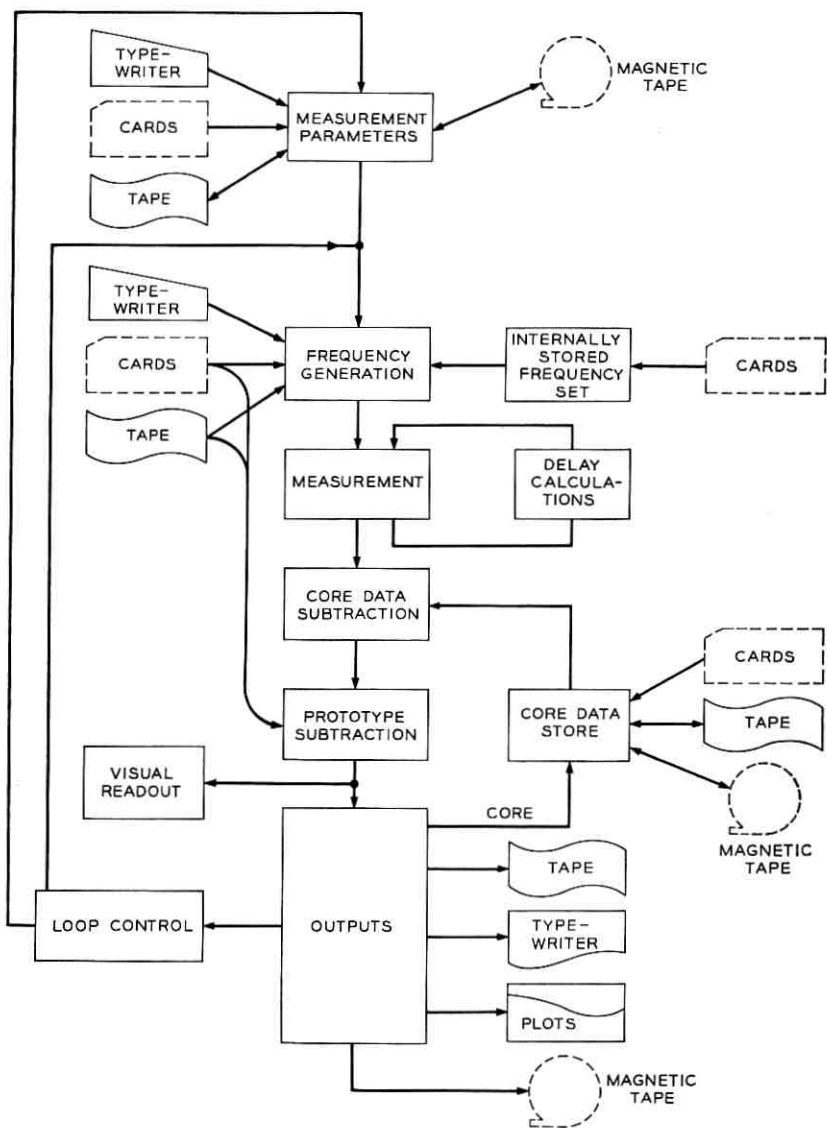 TYPE-
WRITER
CARDS
TAPE
MEASUREMENT
PARAMETERS
MAGNETIC
TAPE
TYPE-
WRITER
CARDS
TAPE
FREQUENCY
GENERATION
INTERNALLY
STORED
FREQUENCY
SET
CARDS
MEASUREMENT
DELAY
CALCULA-
TIONS
CORE DATA
SUBTRACTION
PROTOTYPE
SUBTRACTION
CORE DATA
STORE
CARDS
TAPE
MAGNETIC
TAPE
VISUAL
READOUT
CORE
LOOP CONTROL
OUTPUTS
TAPE
TYPE-
WRITER
PLOTS
MAGNETIC
TAPE